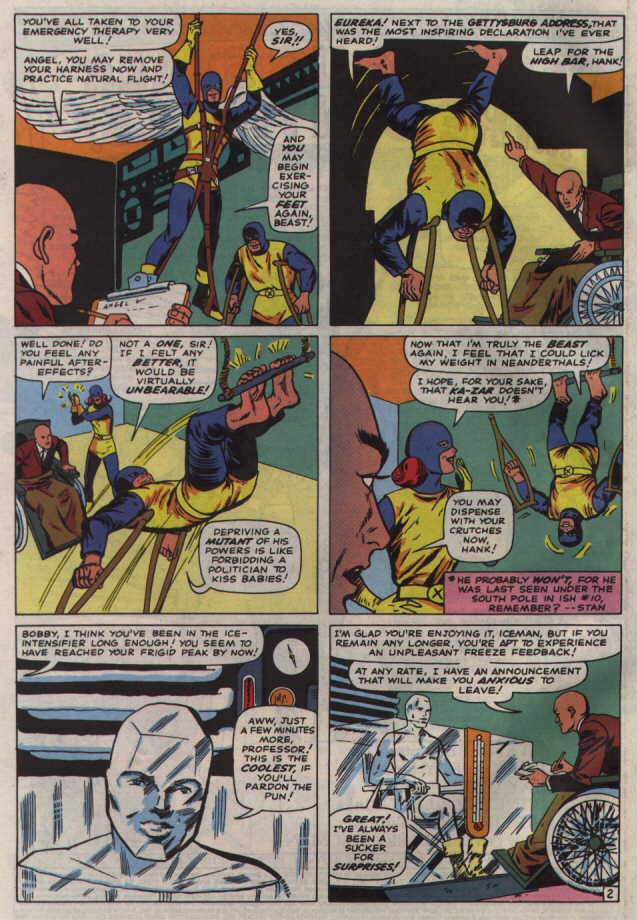 YOU'VE ALL TAKEN TO YOUR
EMERGENCY THERAPY VERY
WELL!
ANGEL, YOU MAY REMOVE
YOUR HARNESS NOW AND
PRACTICE NATURAL FLIGHT!
YES,
SIR!!
AND
YOU
MAY
BEGIN
EXER-
CISING
YOUR
FEET
AGAIN,
BEAST!
ANGEL
EUREKA! NEXT TO THE GETTYSBURG ADDRESS, THAT
WAS THE MOST INSPIRING DECLARATION I'VE EVER
HEARD!
LEAP FOR THE
HIGH BAR, HANK!
WELL DONE! DO
YOU FEEL ANY
PAINFUL AFTER-
EFFECTS?
NOT A ONE, SIR!
IF I FELT ANY
BETTER, IT
WOULD BE
VIRTUALLY
UNBEARABLE!
DEPRIVING A
MUTANT OF HIS
POWERS IS LIKE
FORBIDDING A
POLITICIAN TO
KISS BABIES!
NOW THAT I'M TRULY THE BEAST
AGAIN, I FEEL THAT I COULD LICK
MY WEIGHT IN NEANDERTHALS!
I HOPE, FOR YOUR SAKE,
THAT KA-ZAR DOESN'T
HEAR YOU!*
YOU MAY
DISPENSE
WITH YOUR
CRUTCHES
NOW,
HANK!
X
*HE PROBABLY WON'T, FOR HE
WAS LAST SEEN UNDER THE
SOUTH POLE IN ISH #10,
REMEMBER? --STAN
BOBBY, I THINK YOU'VE BEEN IN THE ICE-
INTENSIFIER LONG ENOUGH! YOU SEEM TO
HAVE REACHED YOUR FRIGID PEAK BY NOW!
AWW, JUST
A FEW MINUTES
MORE,
PROFESSOR!
THIS IS THE
COOLEST, IF
YOU'LL
PARDON THE
PUN!
I'M GLAD YOU'RE ENJOYING IT, ICEMAN, BUT IF YOU
REMAIN ANY LONGER, YOU'RE APT TO EXPERIENCE
AN UNPLEASANT FREEZE FEEDBACK!
AT ANY RATE, I HAVE AN ANNOUNCEMENT
THAT WILL MAKE YOU ANXIOUS TO
LEAVE!
GREAT!
I'VE ALWAYS
BEEN A
SUCKER
FOR
SURPRISES!
2